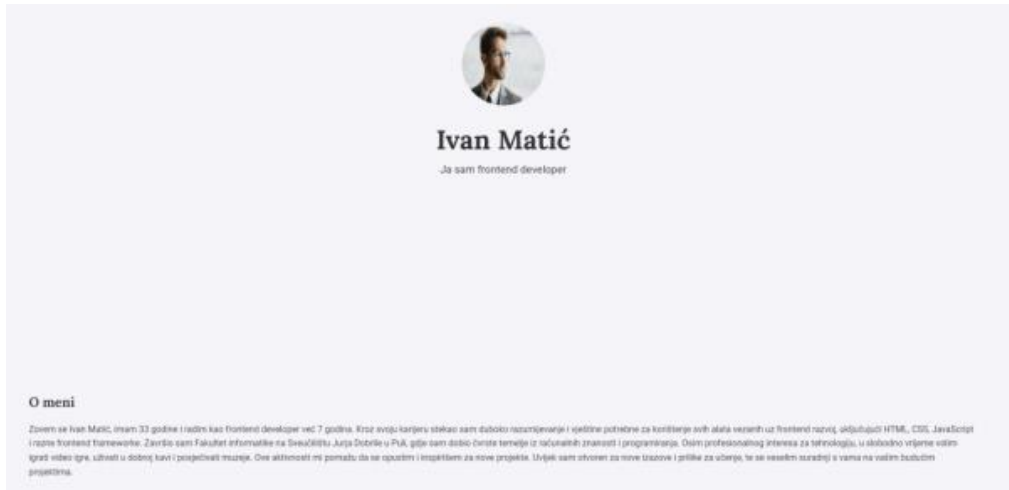 Ivan Matić
Ja sam frontend developer
O meni
Zovem se Ivan Matić, imam 33 godine i radim kao frontend developer već 7 godina. Kroz svoju karijeru stekao sam duboko razumijevanje i vještine potrebne za korištenje svih alata vezanih uz frontend razvoj, uključujući HTML, CSS, JavaScript
i razne frontend frameworke. Završio sam Fakultet informatike na Sveučilištu Jurja Dobrile u Puli, gdje sam dobio čvrste temelje iz računalnih znanosti i programiranja. Osim profesionalnog interesa za tehnologiju, u slobodno vrijeme volim
igrati video igre, uživati u dobroj kavi i posjećivati muzeje. Ove aktivnosti mi pomažu da se opustim i inspiriram za nove projekte. Uvijek sam otvoren za nove izazove i prilike za učenje, te se veselim suradnji s vama na vašim budućim
projektima.